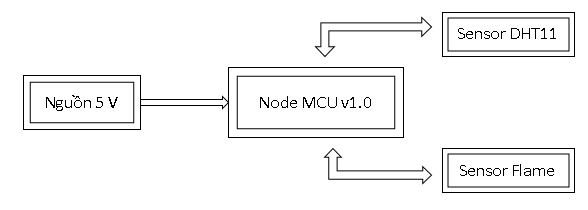 Sensor DHT11
Nguồn 5 V
Node MCU v1.0
Sensor Flame